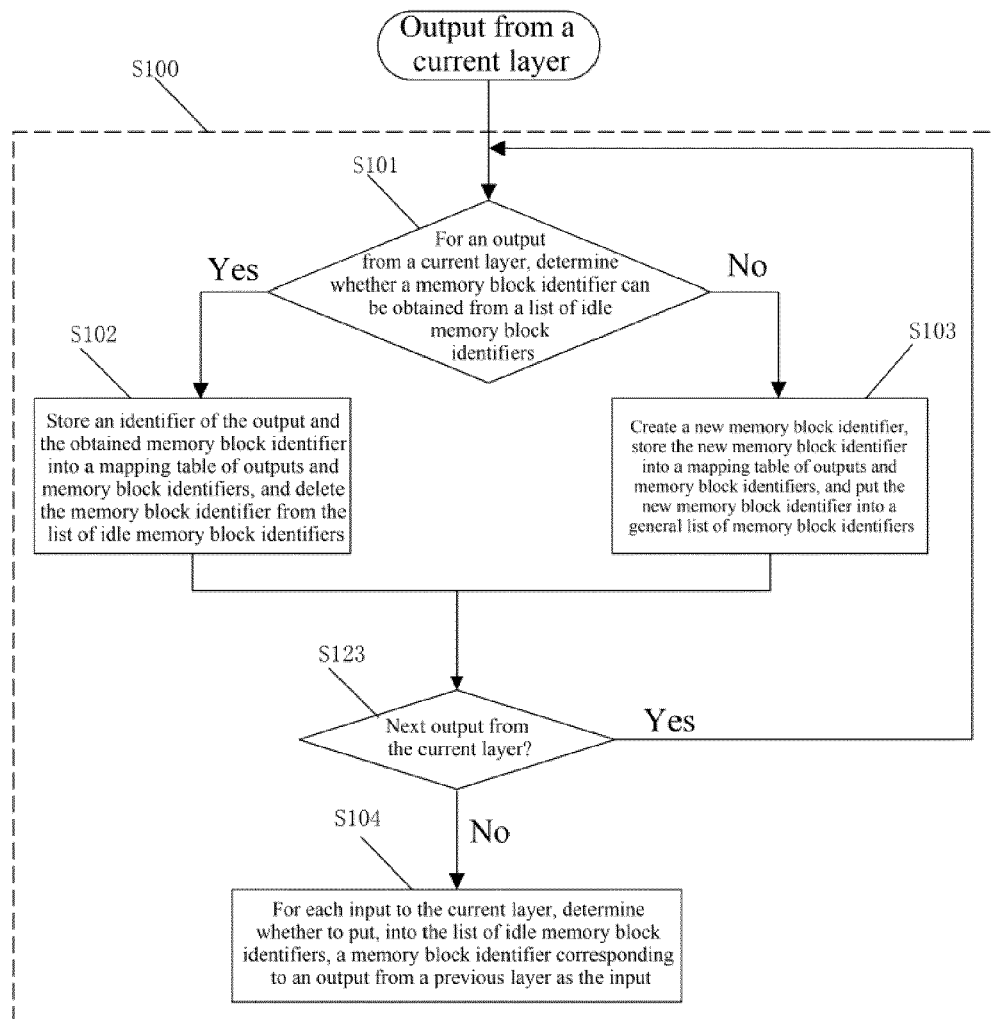 Output from a
current layer
S100
S101
For an output
from a current layer, determine
whether a memory block identifier can
be obtained from a list of idle
memory block
identifiers
Yes
No
S102
S103
Store an identifier of the output and
the obtained memory block identifier
into a mapping table of outputs and
memory block identifiers, and delete
the memory block identifier from the
list of idle memory block identifiers
Create a new memory block identifier,
store the new memory block identifier
into a mapping table of outputs and
memory block identifiers, and put the
new memory block identifier into a
general list of memory block identifiers
S123
Next output from
the current layer?
Yes
No
S104
For each input to the current layer, determine
whether to put, into the list of idle memory block
identifiers, a memory block identifier corresponding
to an output from a previous layer as the input